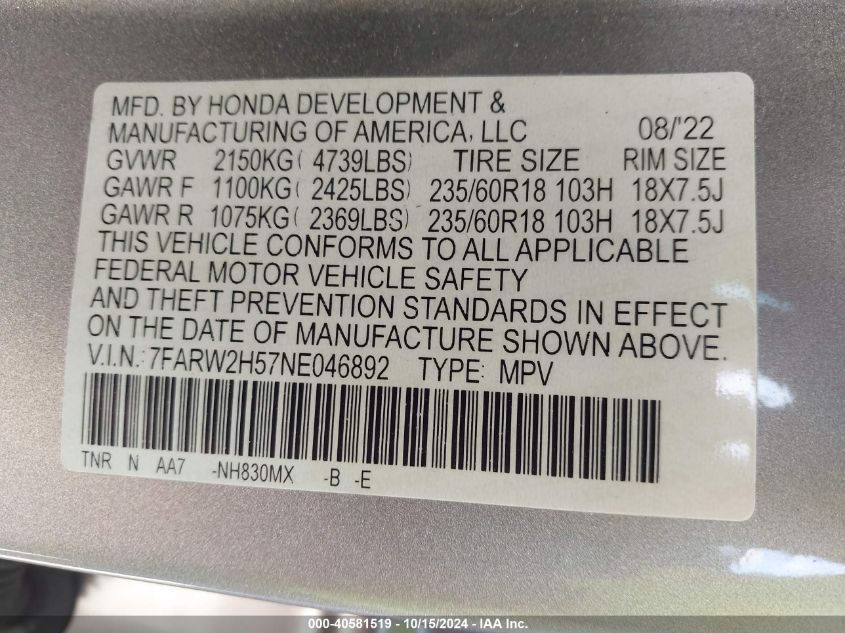 MFD. BY HONDA DEVELOPMENT &
MANUFACTURING OF AMERICA, LLC 08/'22
GVWR 2150KG( 4739LBS) TIRE SIZE RIM SIZE
GAWR F 1100KG( 2425LBS) 235/60R18 103H 18X7.5J
GAWR R 1075KG( 2369LBS) 235/60R18 103H 18X7.5J
THIS VEHICLE CONFORMS TO ALL APPLICABLE
FEDERAL MOTOR VEHICLE SAFETY
AND THEFT PREVENTION STANDARDS IN EFFECT
ON THE DATE OF MANUFACTURE SHOWN ABOVE.
V.I.N.: 7FARW2H57NE046892 TYPE: MPV
TNR N AA7 -NH830MX -B -E
000-40581519 - 10/15/2024 - IAA Inc.